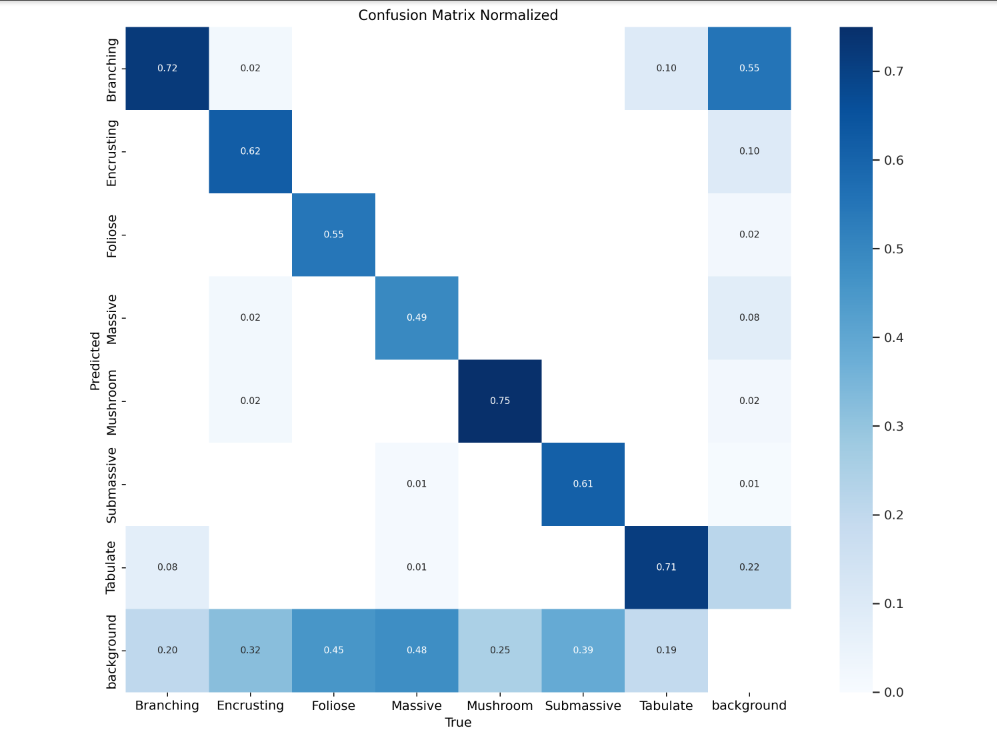 Confusion Matrix Normalized
Predicted
Branching 0.72 0.02 0.10 0.55
Encrusting 0.62 0.10
Foliose 0.55 0.02
Massive 0.02 0.49 0.08
Mushroom 0.02 0.75 0.02
Submassive 0.01 0.61 0.01
Tabulate 0.08 0.01 0.71 0.22
background 0.20 0.32 0.45 0.48 0.25 0.39 0.19
Branching Encrusting Foliose Massive Mushroom Submassive Tabulate background
True
0.7
0.6
0.5
0.4
0.3
0.2
0.1
0.0